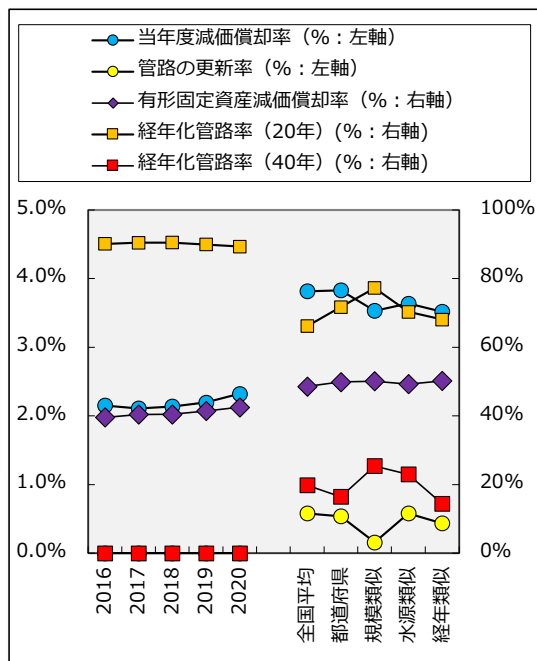 当年度減価償却率（%：左軸）
管路の更新率（%：左軸）
有形固定資産減価償却率（%：右軸）
経年化管路率（20年）(%：右軸)
経年化管路率（40年）(%：右軸)
5.0%
4.0%
3.0%
2.0%
1.0%
0.0%
100%
80%
60%
40%
20%
0%
2016
2017
2018
2019
2020
全国平均
都道府県
規模類似
水源類似
経年類似